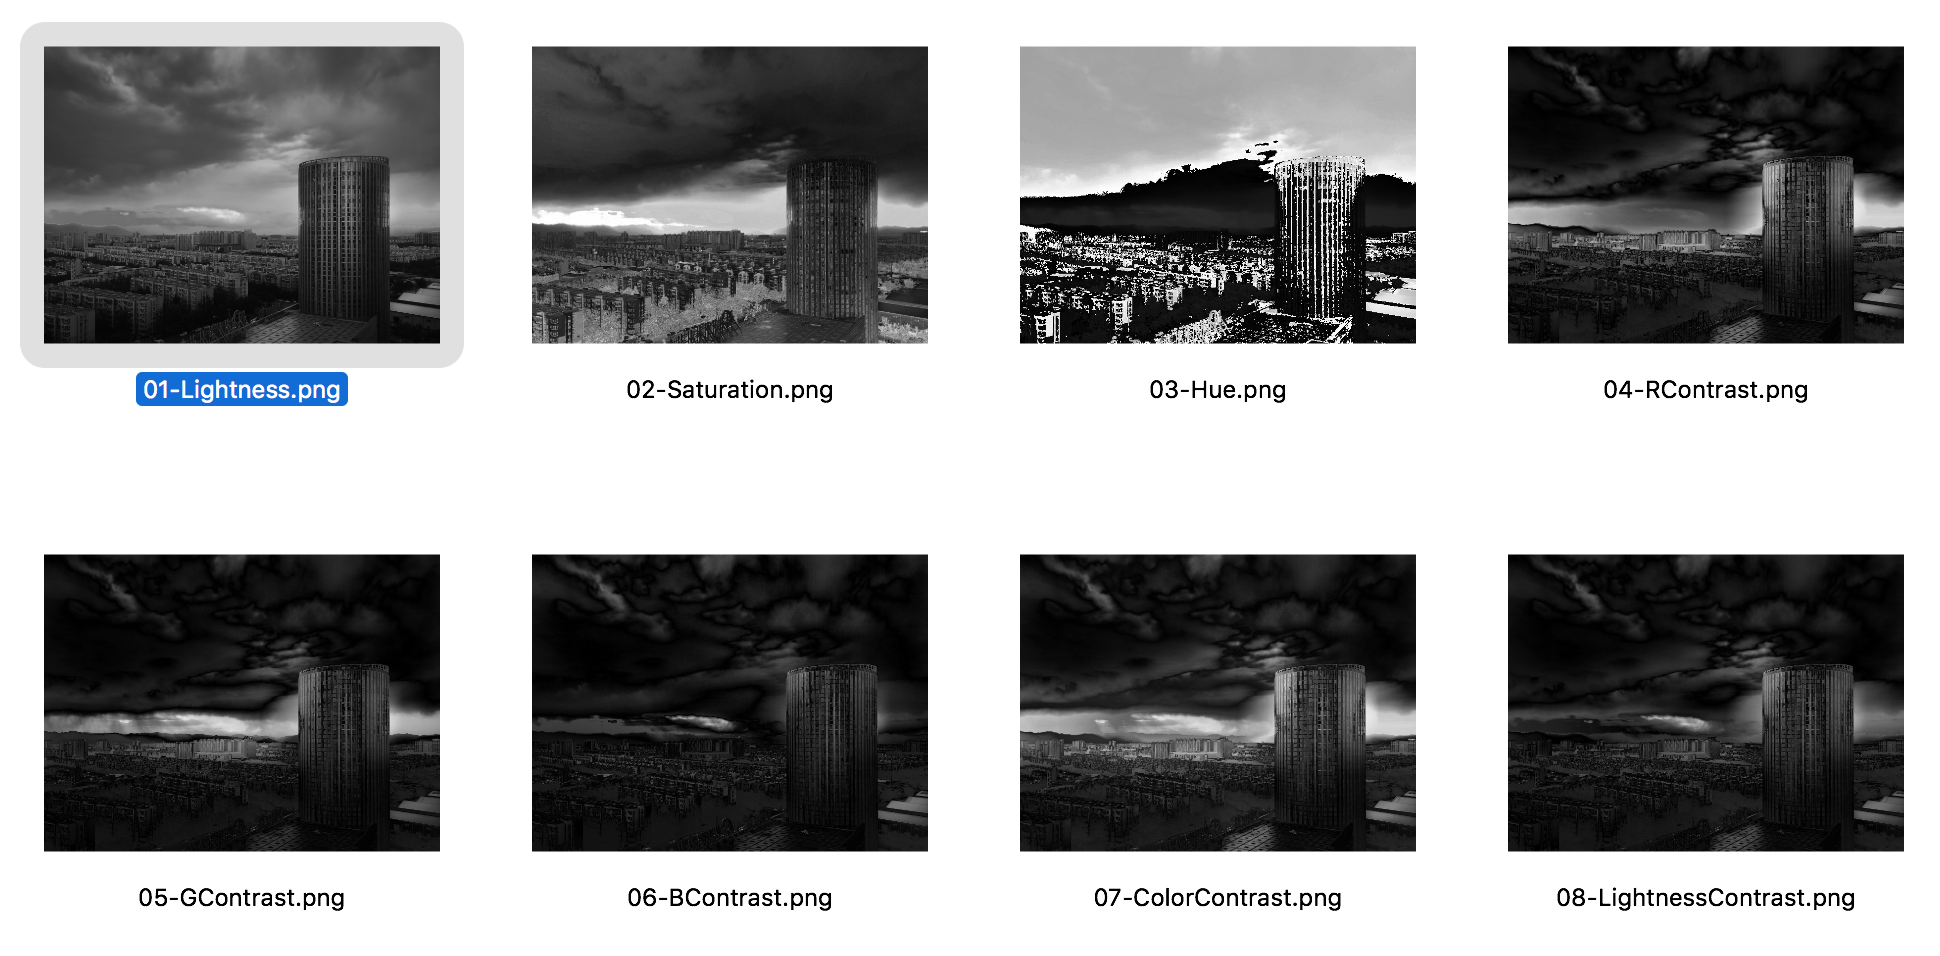 01-Lightness.png
02-Saturation.png
03-Hue.png
04-RContrast.png
05-GContrast.png
06-BContrast.png
07-ColorContrast.png
08-LightnessContrast.png